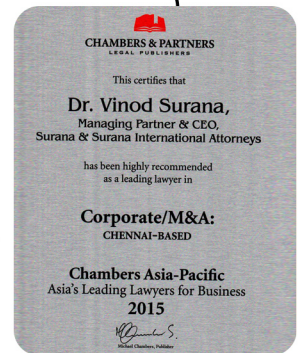 CHAMBERS & PARTNERS
LEGAL PUBLISHERS
This certifies that
Dr. Vinod Surana,
Managing Partner & CEO,
Surana & Surana International Attorneys
has been highly recommended
as a leading lawyer in
Corporate/M&A:
CHENNAI-BASED
Chambers Asia-Pacific
Asia's Leading Lawyers for Business
2015
Michael Chambers, Publisher